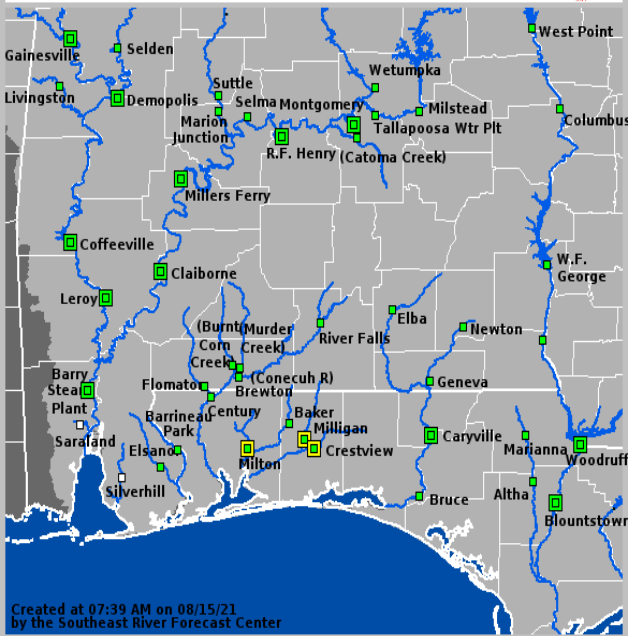 West Point
Gainesville
Selden
Wetumpka
Livingston
Suttle
Demopolis
Selma
Montgomery
Milstead
Columbus
Marion
Junction
Tallapoosa Wtr Plt
R.F. Henry
(Catoma Creek)
Millers Ferry
Coffeeville
W.F.
George
Claiborne
Leroy
(Burnt
Corn
Creek)
(Murder
Creek)
River Falls
Elba
Newton
Barry
Steam
Plant
Flomaton
(Conecuh R)
Brewton
Geneva
Century
Barrineau
Park
Baker
Milligan
Saraland
Elsanor
Milton
Crestview
Caryville
Marianna
Woodruff
Silverhill
Bruce
Altha
Blountstown
Created at 07:39 AM on 08/15/21
by the Southeast River Forecast Center